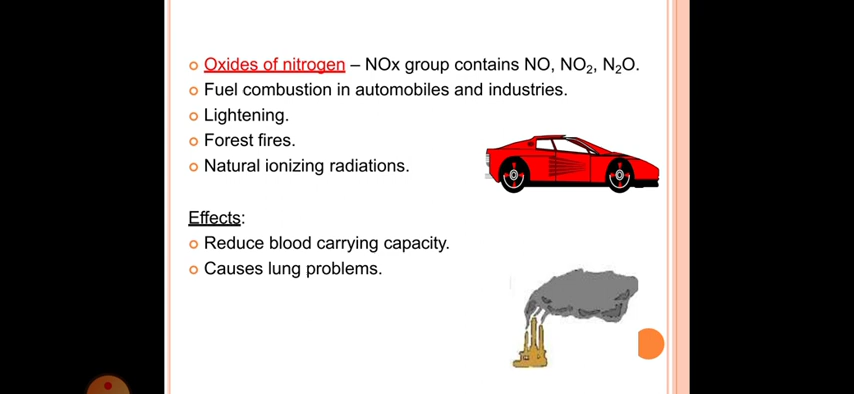 Oxides of nitrogen – NOx group contains NO, NO₂, N₂O.
Fuel combustion in automobiles and industries.
Lightening.
Forest fires.
Natural ionizing radiations.
Effects:
Reduce blood carrying capacity.
Causes lung problems.